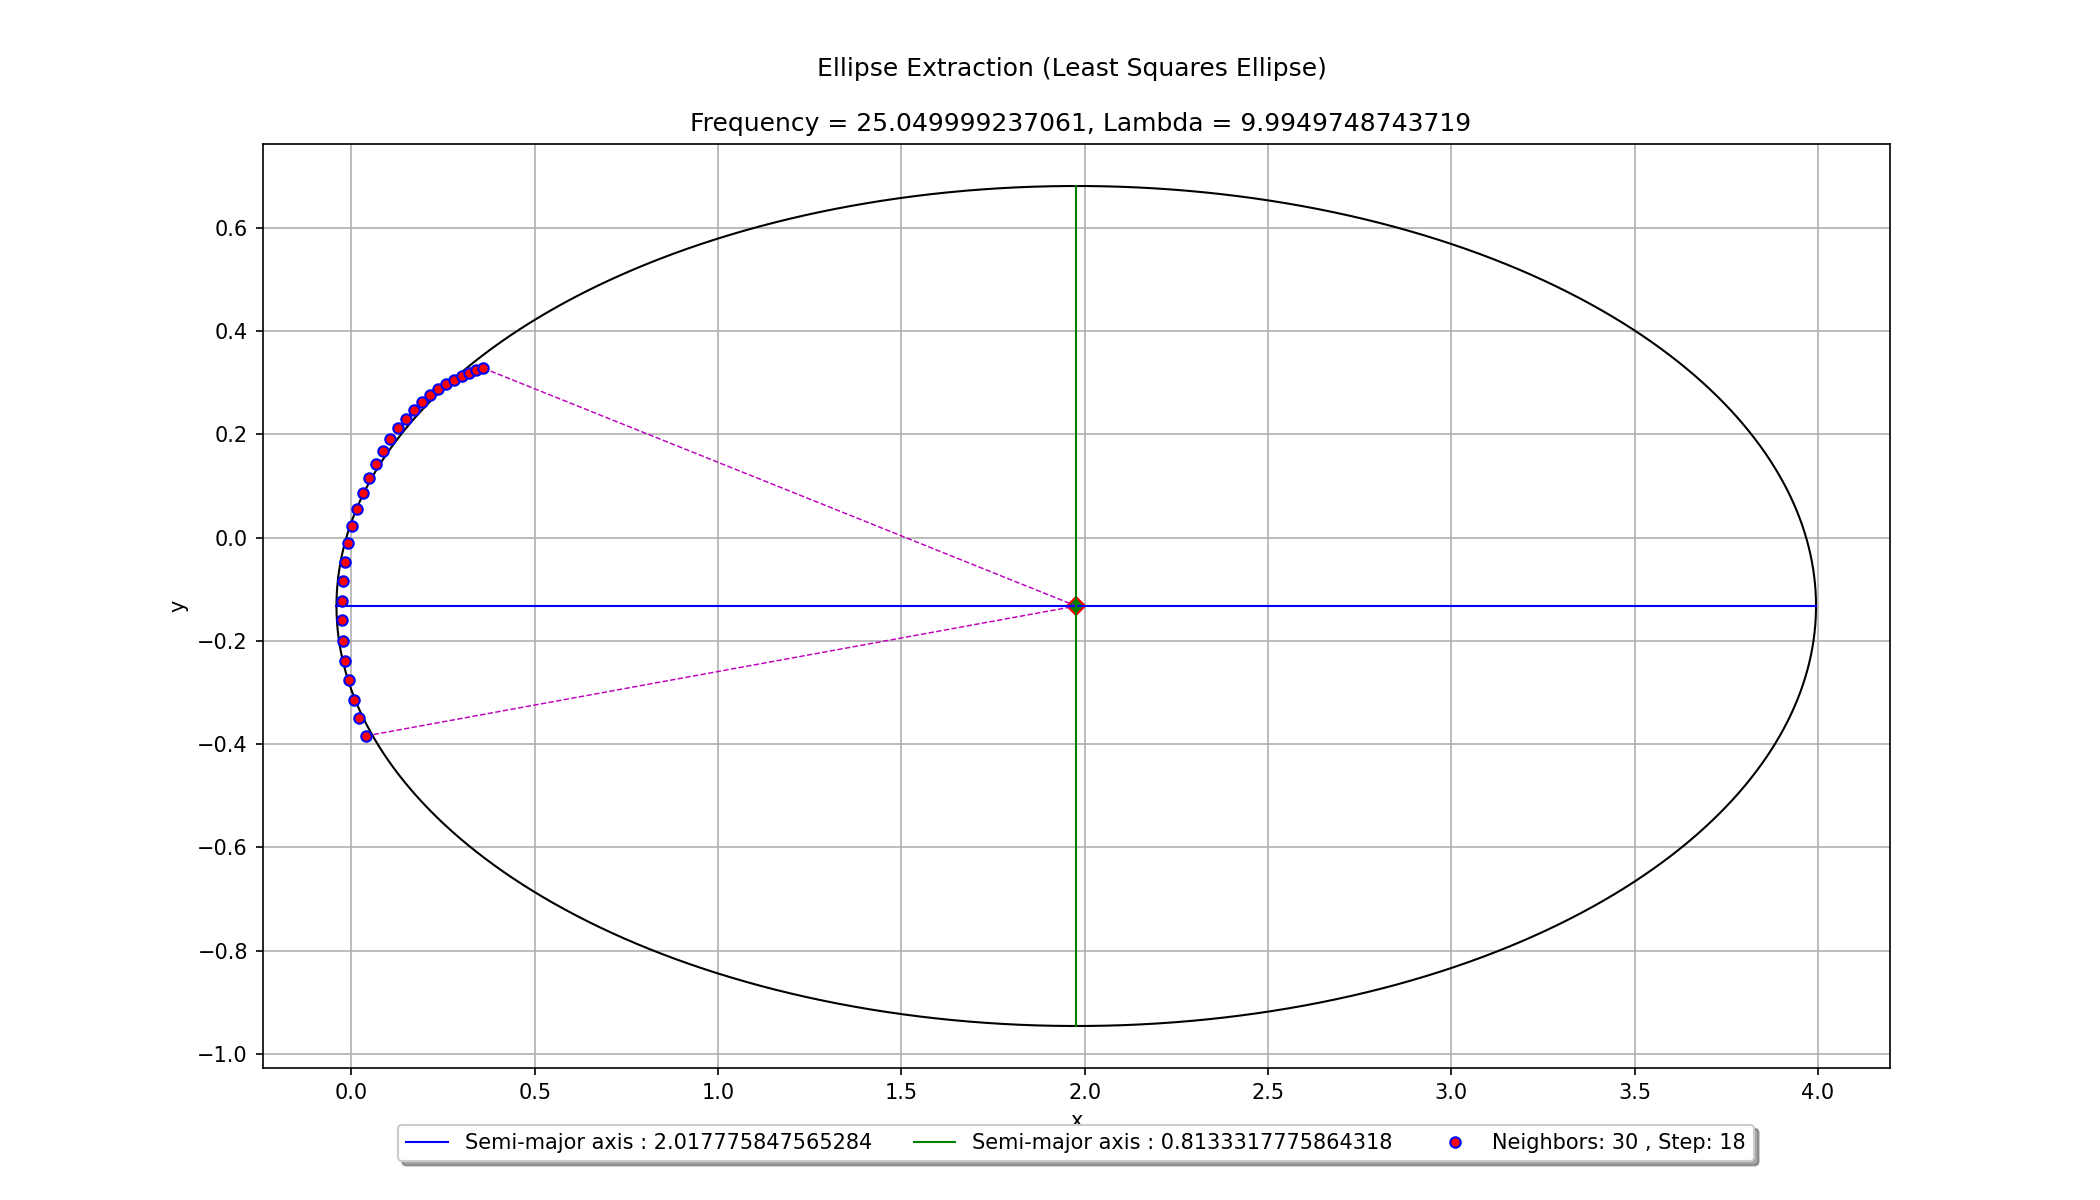 Ellipse Extraction (Least Squares Ellipse)
Frequency = 25.049999237061, Lambda = 9.9949748743719
0.6
0.4
0.2
0.0
−0.2
−0.4
−0.6
−0.8
−1.0
y
0.0 0.5 1.0 1.5 2.0 2.5 3.0 3.5 4.0
x
Semi-major axis : 2.017775847565284 Semi-major axis : 0.8133317775864318 Neighbors: 30 , Step: 18